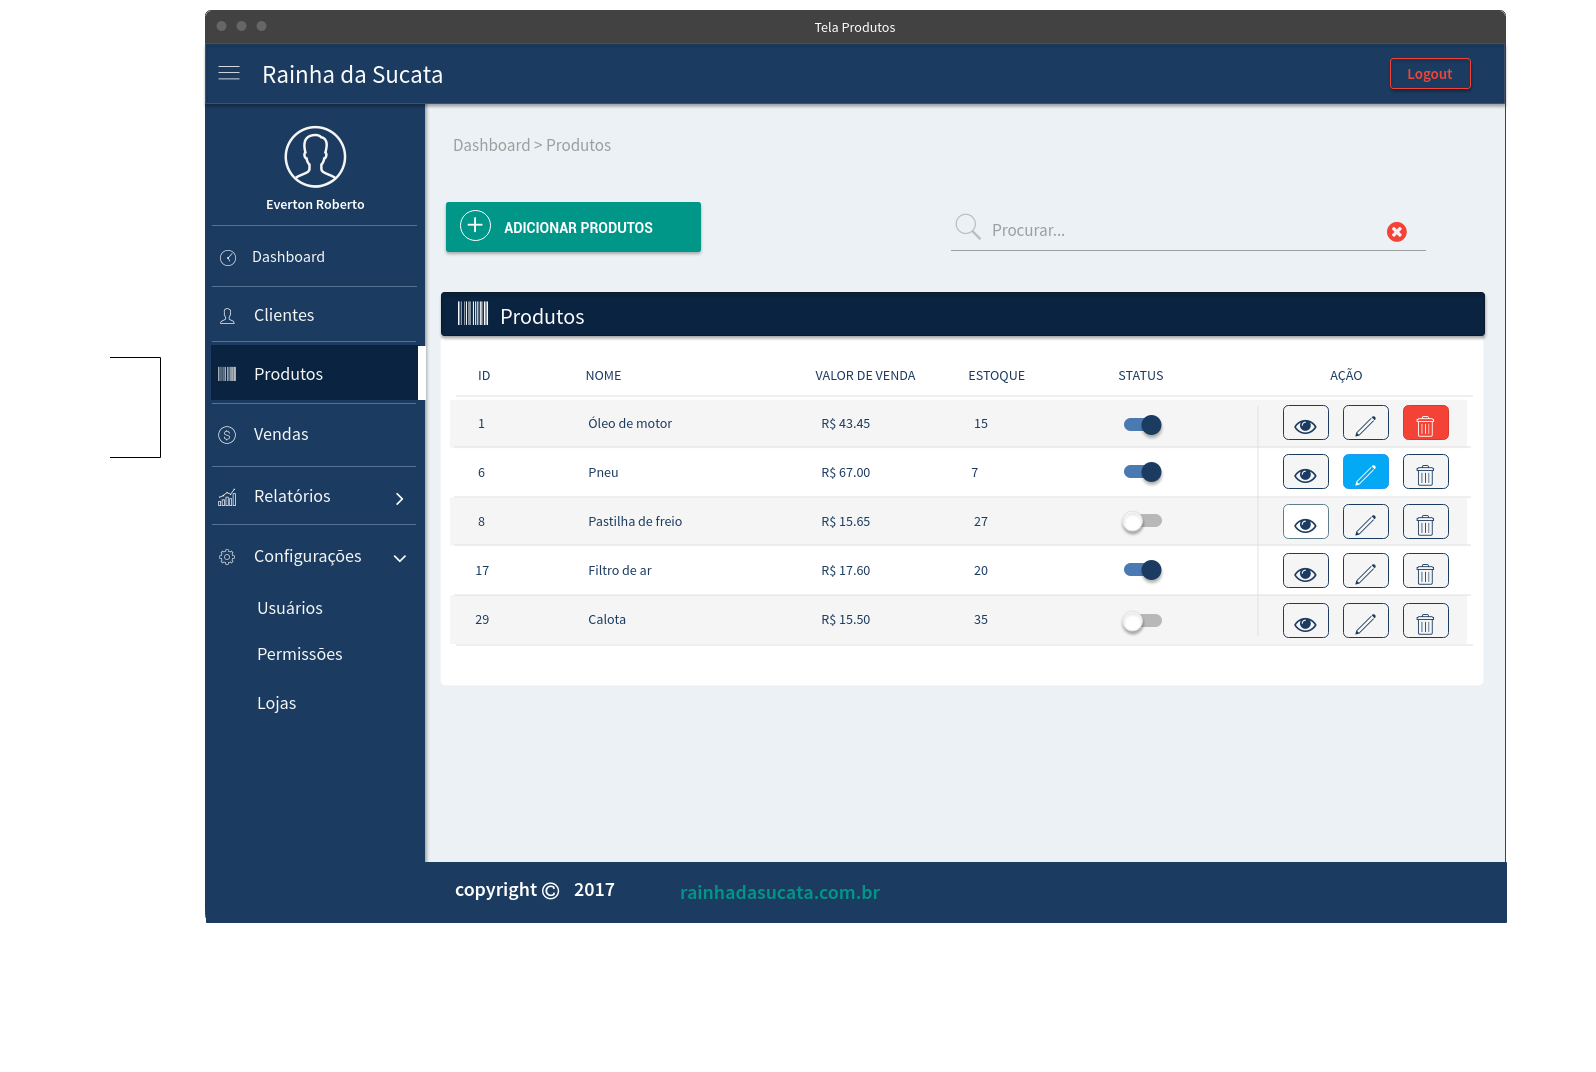 Tela Produtos
Rainha da Sucata
Logout
Everton Roberto
Dashboard
Clientes
Produtos
Vendas
Relatórios
Configurações
Usuários
Permissões
Lojas
Dashboard > Produtos
ADICIONAR PRODUTOS
Procurar...
Produtos
ID NOME VALOR DE VENDA ESTOQUE STATUS AÇÃO
1 Óleo de motor R$ 43.45 15
6 Pneu R$ 67.00 7
8 Pastilha de freio R$ 15.65 27
17 Filtro de ar R$ 17.60 20
29 Calota R$ 15.50 35
copyright © 2017 rainhadasucata.com.br